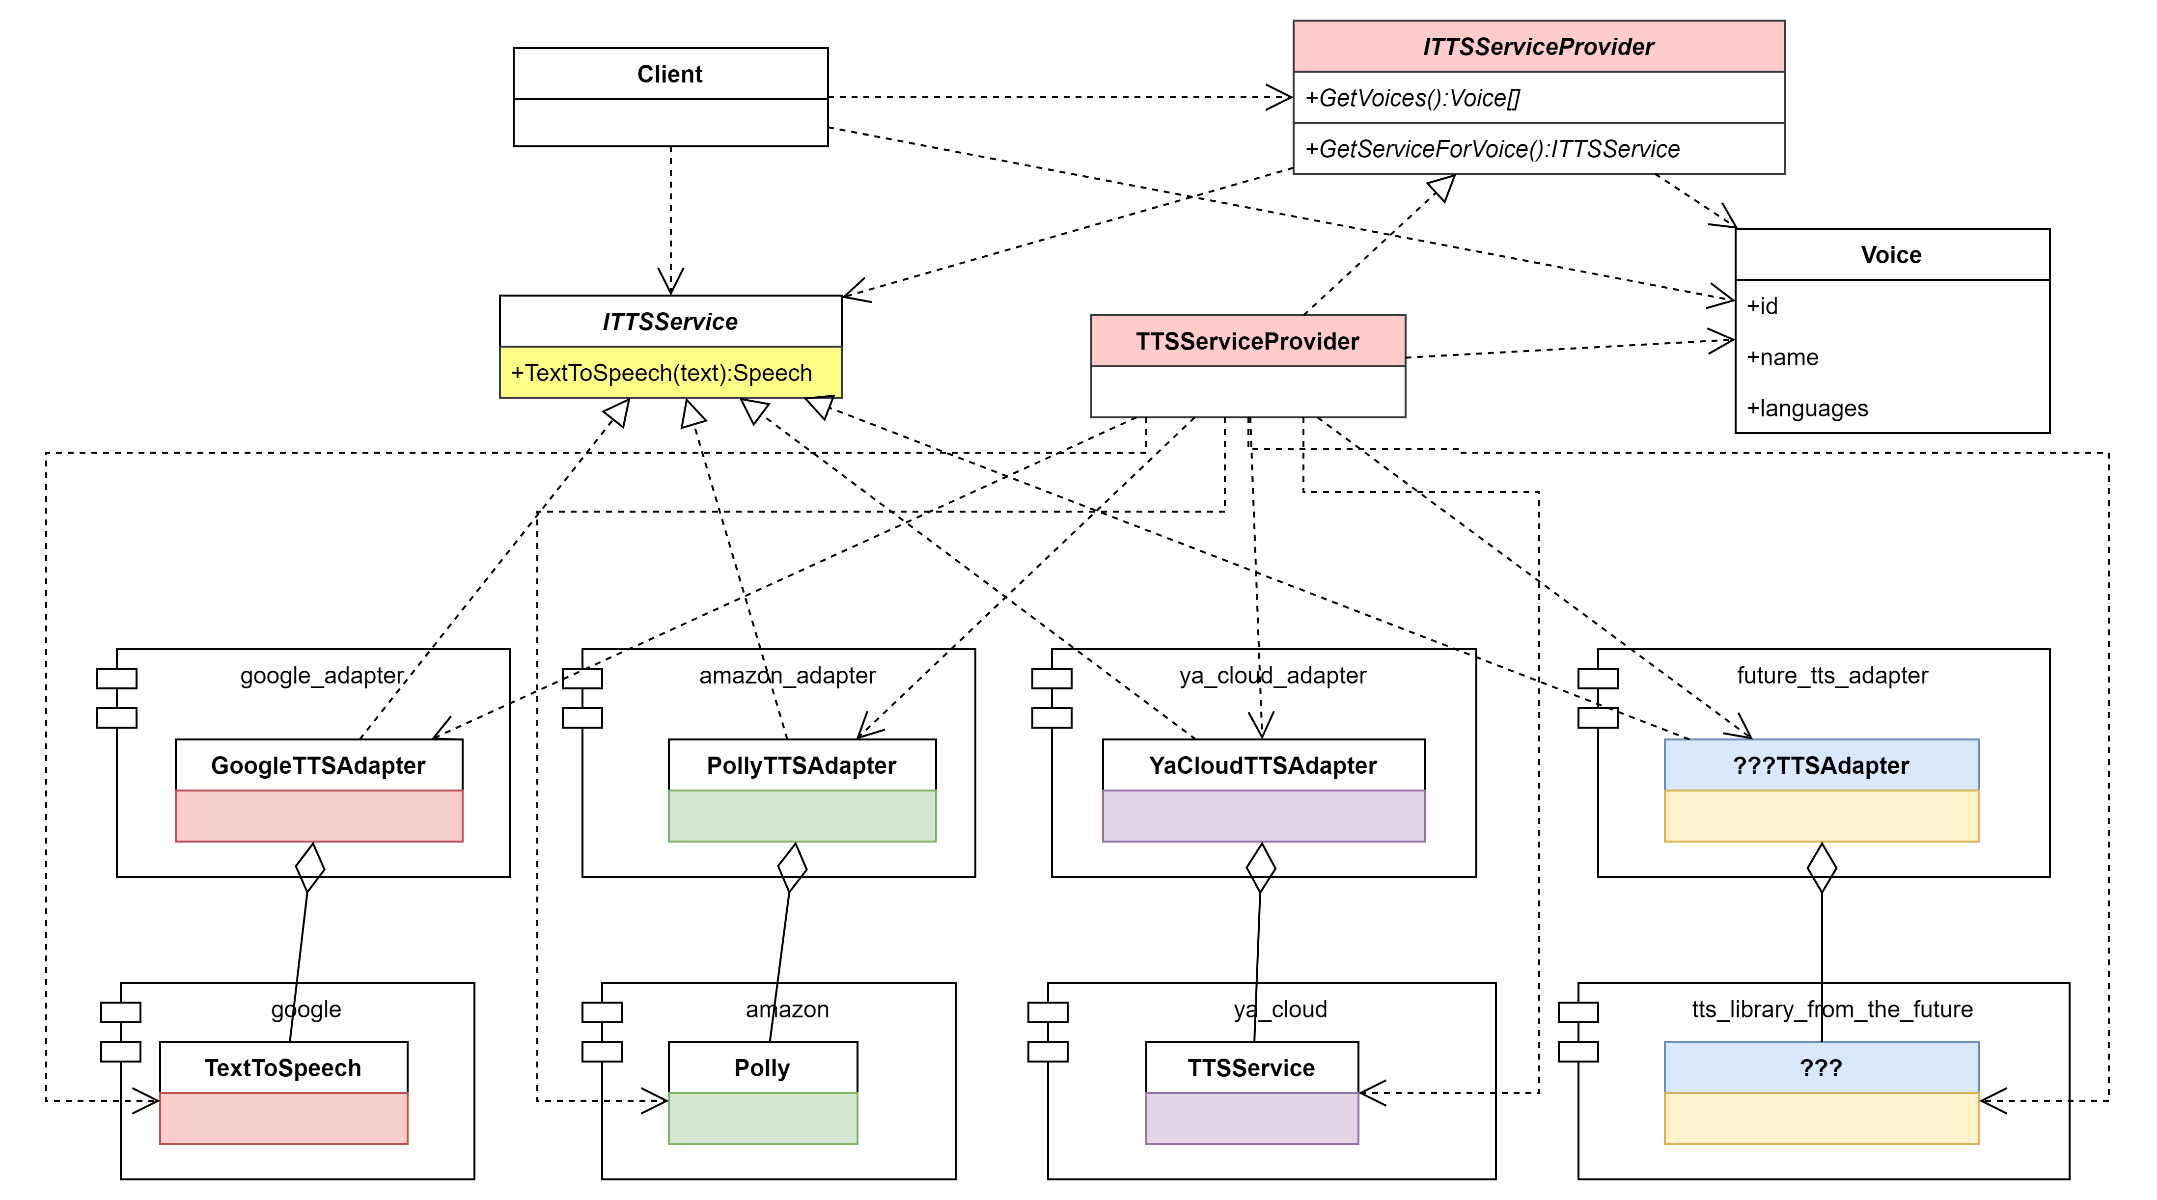 Client
ITTSServiceProvider
+GetVoices():Voice[]
+GetServiceForVoice():ITTSService
Voice
+id
+name
+languages
ITTSService
+TextToSpeech(text):Speech
TTSServiceProvider
google_adapter
GoogleTTSAdapter
amazon_adapter
PollyTTSAdapter
ya_cloud_adapter
YaCloudTTSAdapter
future_tts_adapter
???TTSAdapter
google
TextToSpeech
amazon
Polly
ya_cloud
TTSService
tts_library_from_the_future
???